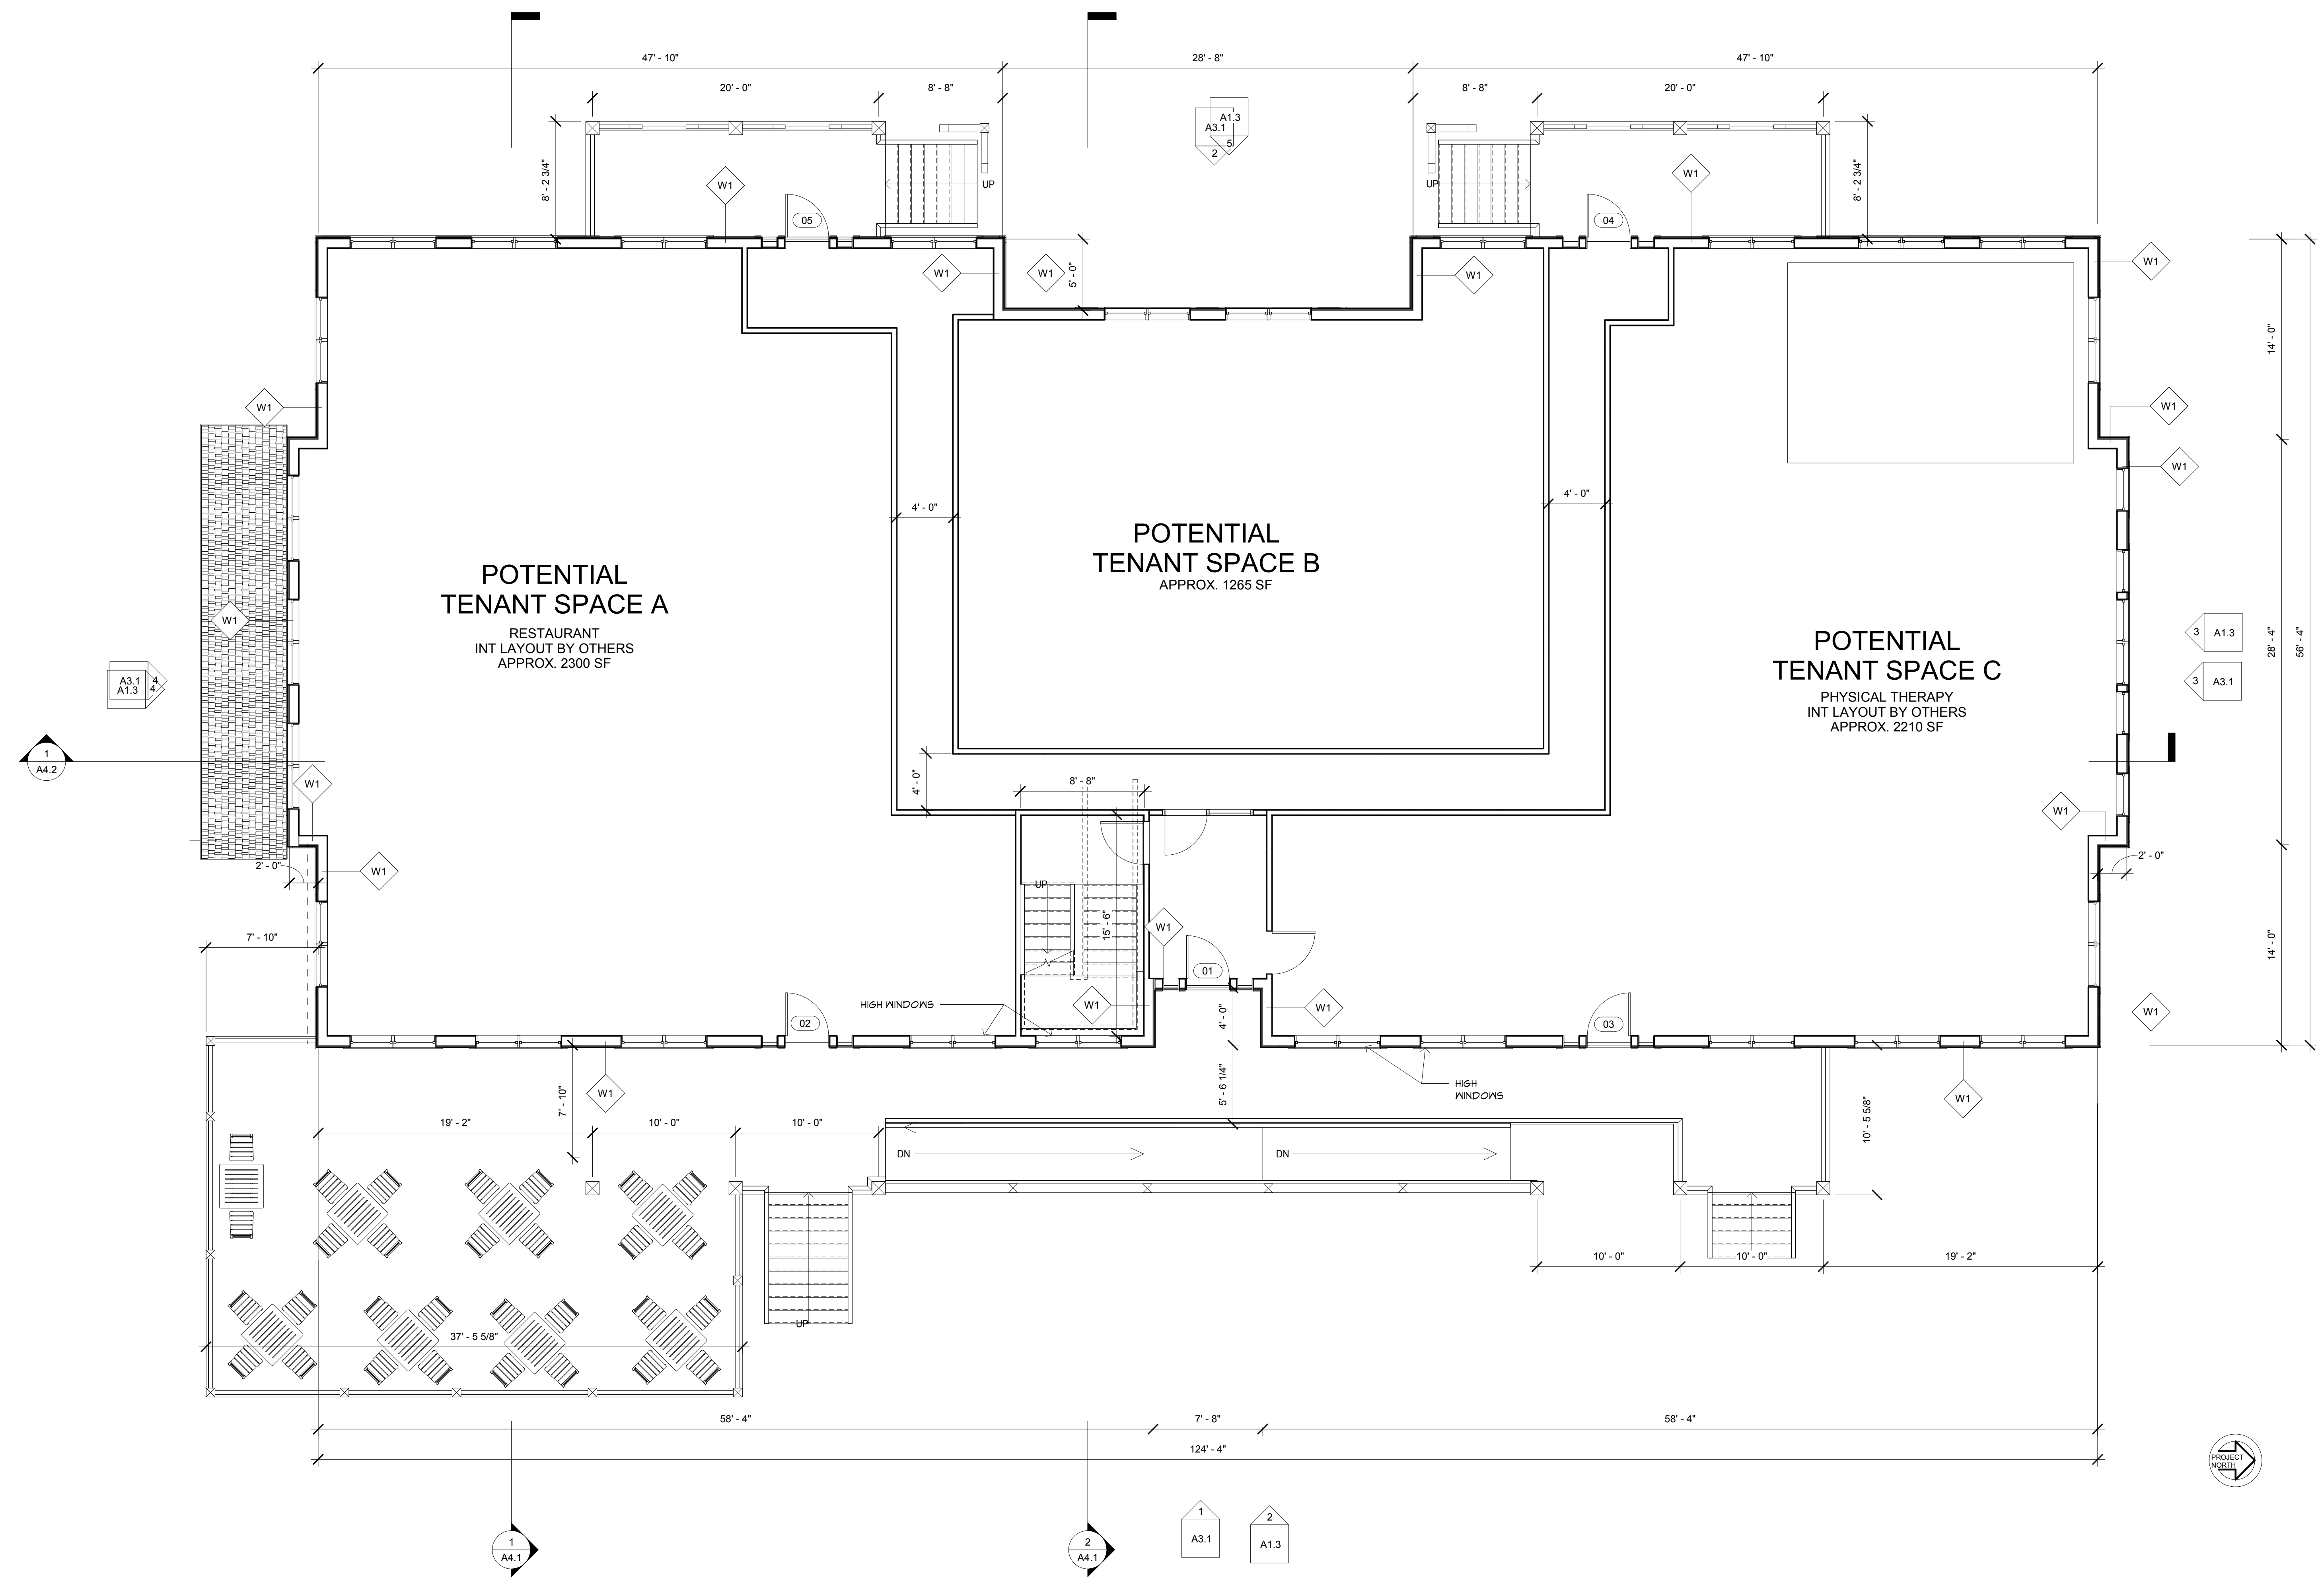 47' - 10"
28' - 8"
47' - 10"
20' - 0"
8' - 8"
8' - 8"
20' - 0"
A1.3
A3.1
5
2
8' - 2 3/4"
8' - 2 3/4"
W1
W1
UP
UP
05
04
W1
W1
5' - 0"
W1
W1
14' - 0"
W1
W1
W1
4' - 0"
4' - 0"
POTENTIAL
TENANT SPACE B
APPROX. 1265 SF
POTENTIAL
TENANT SPACE A
RESTAURANT
INT LAYOUT BY OTHERS
APPROX. 2300 SF
W1
POTENTIAL
TENANT SPACE C
PHYSICAL THERAPY
INT LAYOUT BY OTHERS
APPROX. 2210 SF
3
A1.3
28' - 4"
56' - 4"
3
A3.1
A3.1
4
A1.3
4
1
A4.2
W1
4' - 0"
8' - 8"
W1
2' - 0"
W1
2' - 0"
UP
15' - 6"
W1
7' - 10"
14' - 0"
01
HIGH WINDOWS
W1
W1
W1
02
4' - 0"
03
5' - 6 1/4"
HIGH
WINDOWS
W1
7' - 10"
W1
10' - 5 5/8"
19' - 2"
10' - 0"
10' - 0"
DN
DN
10' - 0"
10' - 0"
19' - 2"
UP
37' - 5 5/8"
58' - 4"
7' - 8"
58' - 4"
124' - 4"
PROJECT
NORTH
1
A4.1
2
A4.1
1
A3.1
2
A1.3